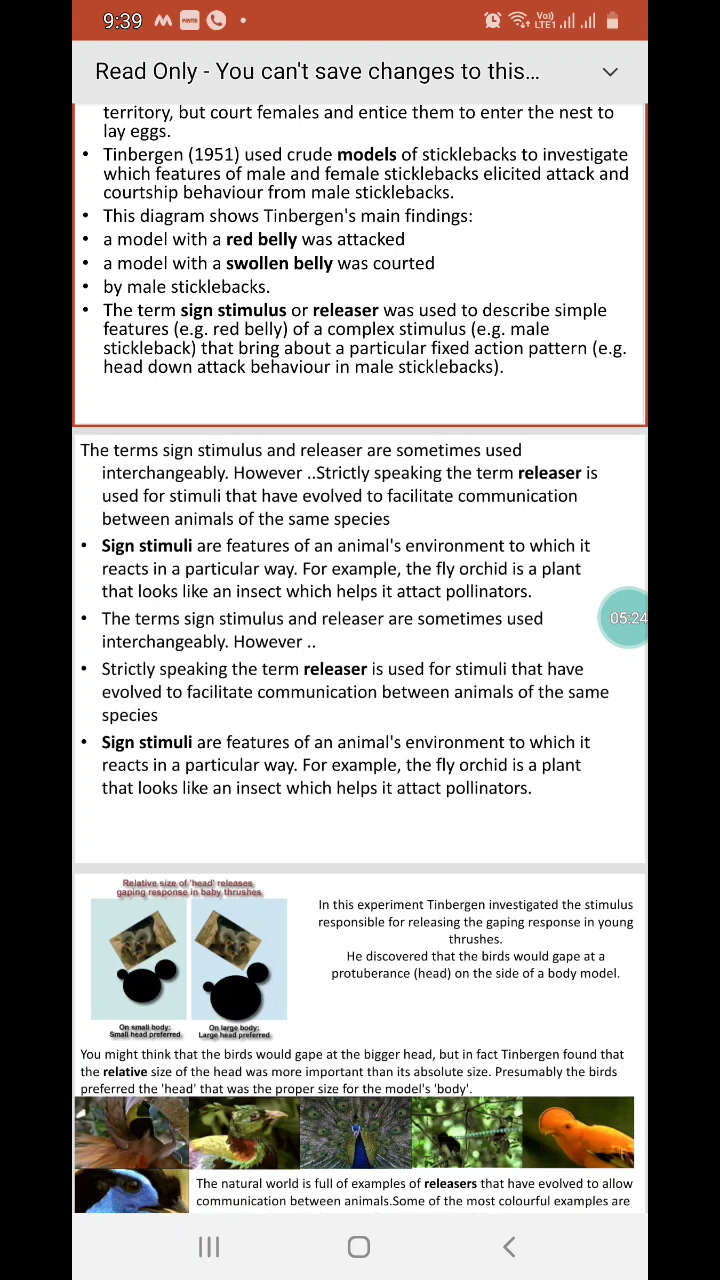 9:39
Vo))
LTE1
Read Only - You can't save changes to this...
territory, but court females and entice them to enter the nest to
lay eggs.
• Tinbergen (1951) used crude models of sticklebacks to investigate
which features of male and female sticklebacks elicited attack and
courtship behaviour from male sticklebacks.
• This diagram shows Tinbergen's main findings:
• a model with a red belly was attacked
• a model with a swollen belly was courted
• by male sticklebacks.
• The term sign stimulus or releaser was used to describe simple
features (e.g. red belly) of a complex stimulus (e.g. male
stickleback) that bring about a particular fixed action pattern (e.g.
head down attack behaviour in male sticklebacks).
The terms sign stimulus and releaser are sometimes used
interchangeably. However ..Strictly speaking the term releaser is
used for stimuli that have evolved to facilitate communication
between animals of the same species
• Sign stimuli are features of an animal's environment to which it
reacts in a particular way. For example, the fly orchid is a plant
that looks like an insect which helps it attact pollinators.
• The terms sign stimulus and releaser are sometimes used
interchangeably. However ..
05:24
• Strictly speaking the term releaser is used for stimuli that have
evolved to facilitate communication between animals of the same
species
• Sign stimuli are features of an animal's environment to which it
reacts in a particular way. For example, the fly orchid is a plant
that looks like an insect which helps it attact pollinators.
Relative size of 'head' releases
gaping response in baby thrushes
On small body:
Small head preferred
On large body:
Large head preferred
In this experiment Tinbergen investigated the stimulus
responsible for releasing the gaping response in young
thrushes.
He discovered that the birds would gape at a
protuberance (head) on the side of a body model.
You might think that the birds would gape at the bigger head, but in fact Tinbergen found that
the relative size of the head was more important than its absolute size. Presumably the birds
preferred the 'head' that was the proper size for the model's 'body'.
The natural world is full of examples of releasers that have evolved to allow
communication between animals.Some of the most colourful examples are